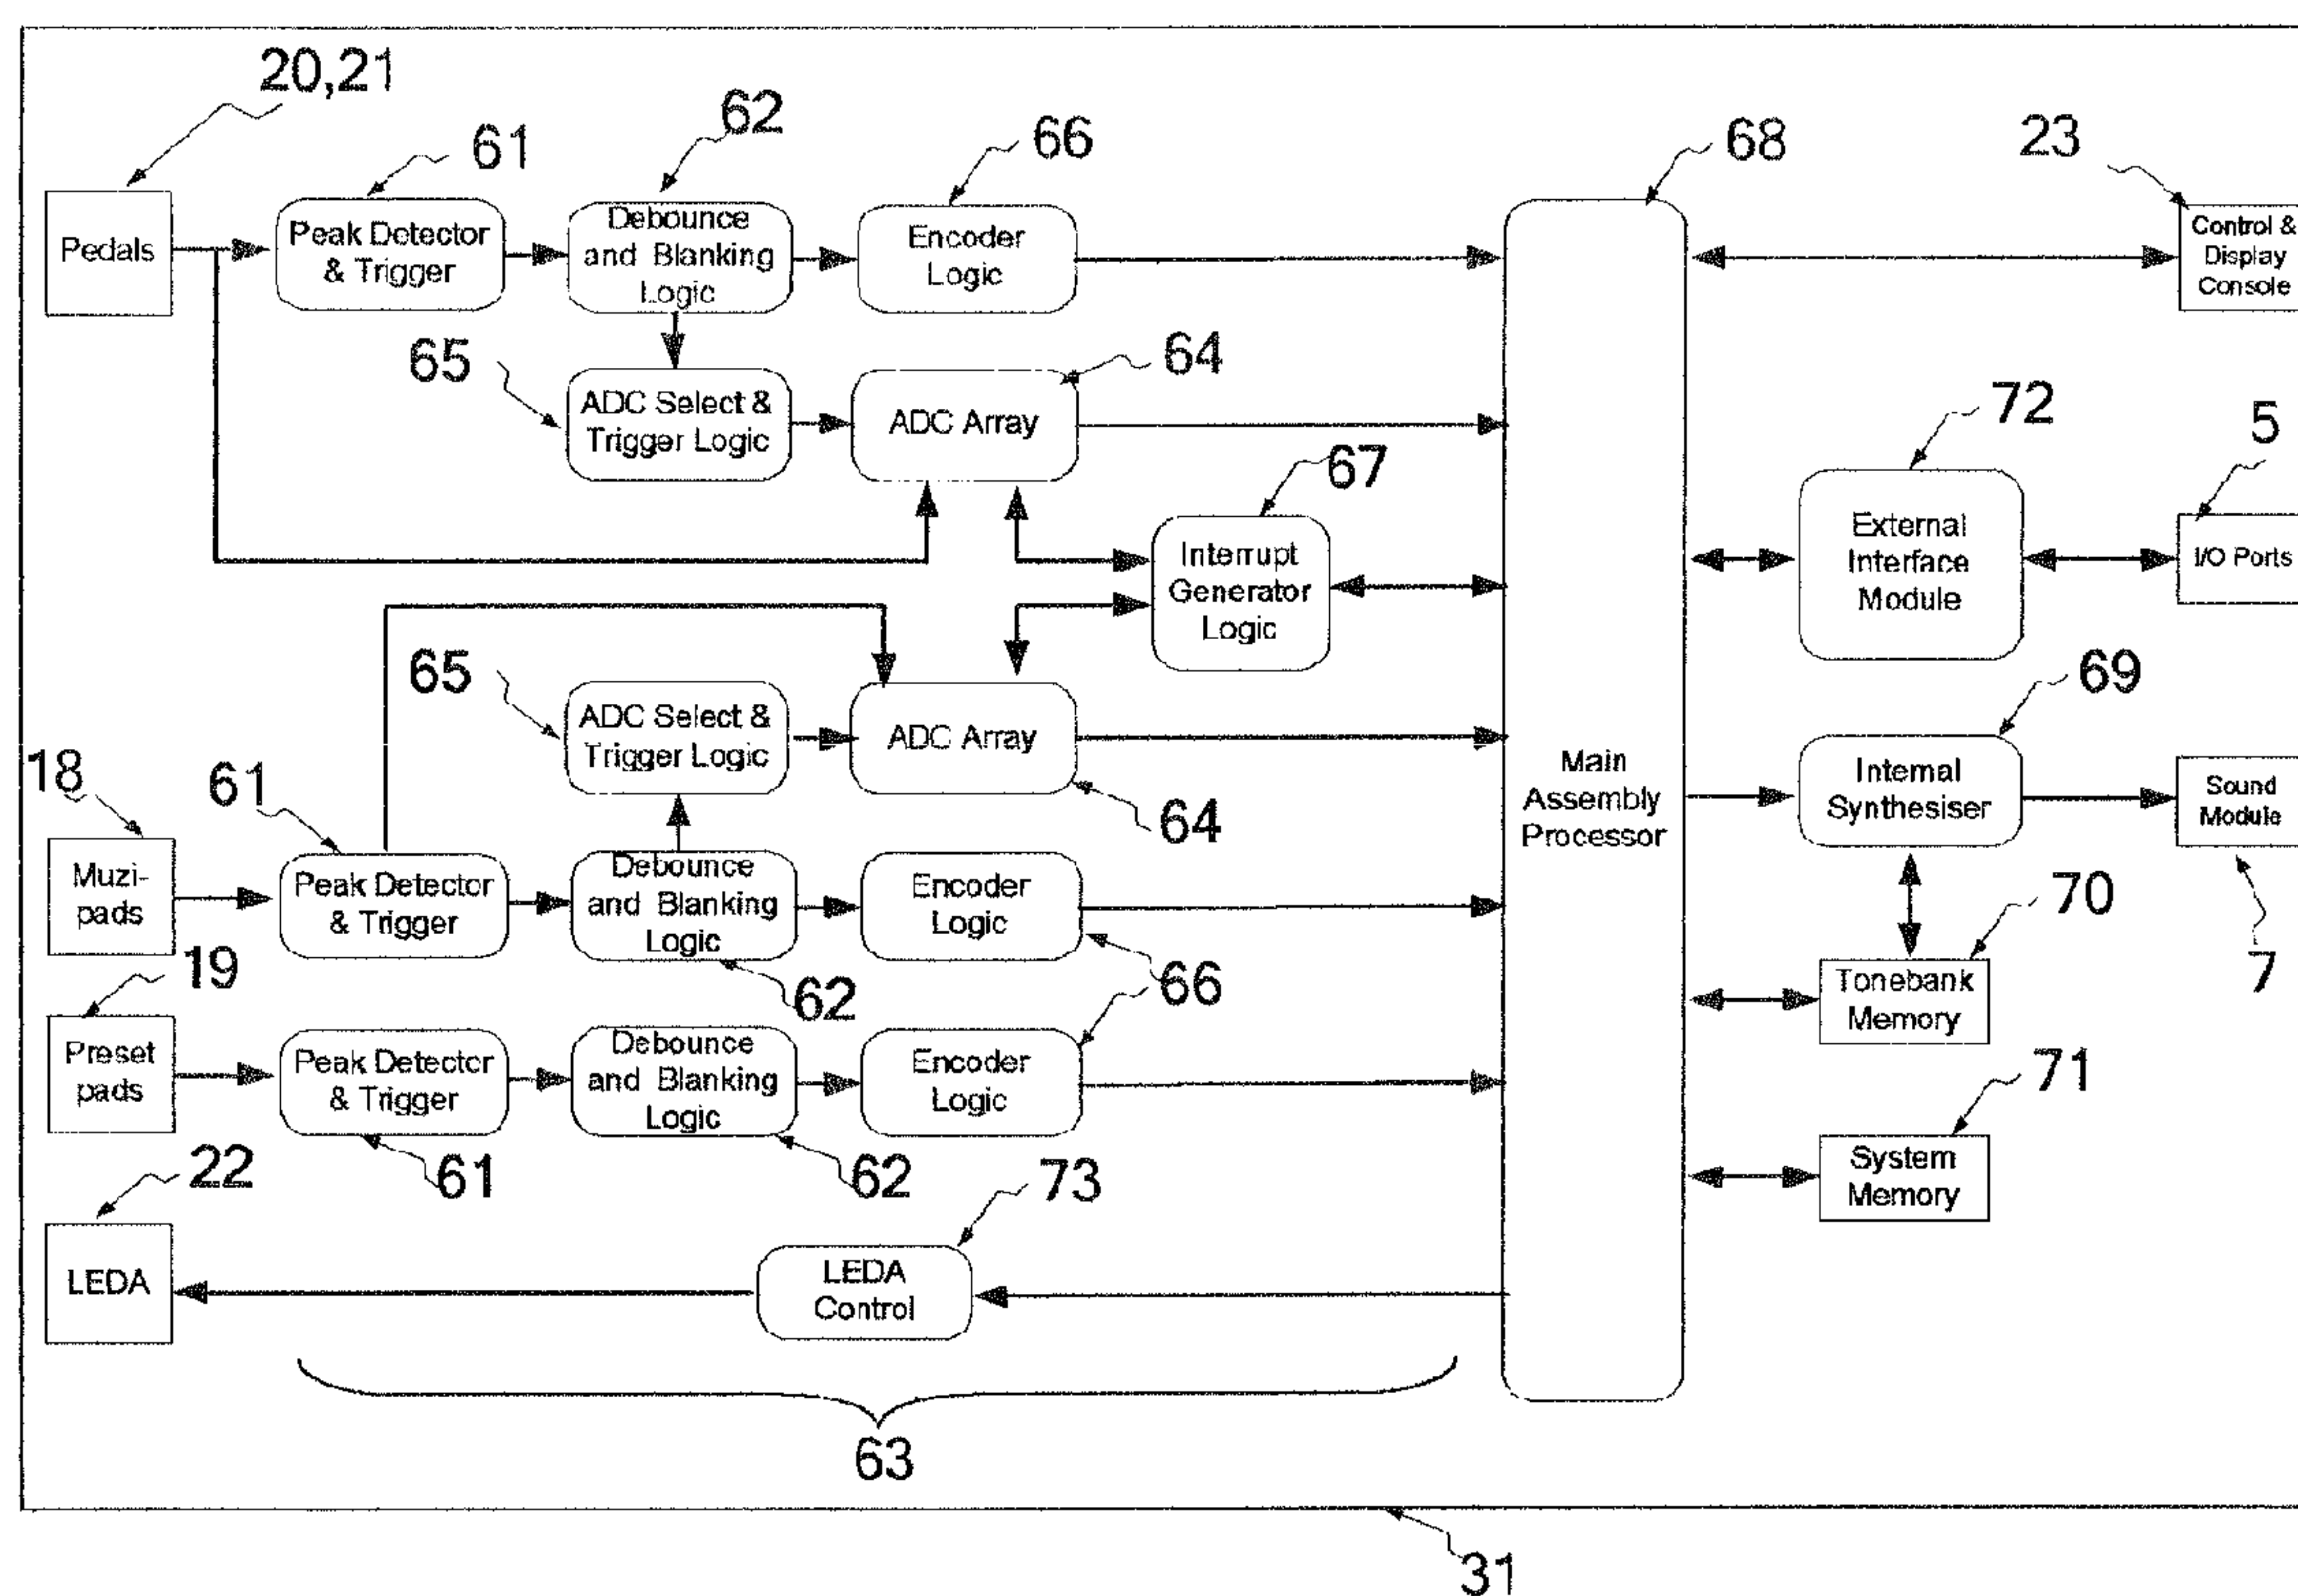 20,21
61
62
66
68
23
Pedals
Peak Detector
& Trigger
Debounce
and Blanking
Logic
Encoder
Logic
Control &
Display
Console
65
64
ADC Select &
Trigger Logic
ADC Array
72
5
67
Interrupt
Generator
Logic
External
Interface
Module
I/O Ports
65
ADC Select &
Trigger Logic
ADC Array
64
69
Main
Assembly
Processor
Internal
Synthesiser
Sound
Module
7
18
61
Muzi-
pads
Peak Detector
& Trigger
Debounce
and Blanking
Logic
Encoder
Logic
62
66
70
Tonebank
Memory
19
Preset
pads
Peak Detector
& Trigger
Debounce
and Blanking
Logic
Encoder
Logic
61
62
71
System
Memory
22
73
LEDA
LEDA
Control
63
31